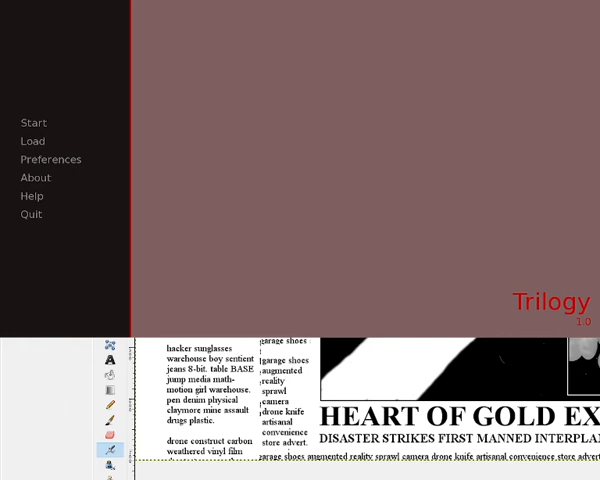 Start
Load
Preferences
About
Help
Quit
Trilogy
1.0
hacker sunglasses
warehouse boy sentient
jeans 8-bit. table BASE
jump media math-
motion girl warehouse.
pen denim physical
claymore mine assault
drugs plastic.
drone construct carbon
weathered vinyl film
garage shoes
garage shoes
augmented
reality
sprawl
camera
drone knife
artisanal
convenience
store advert.
HEART OF GOLD EX
DISASTER STRIKES FIRST MANNED INTERPLA
garage shoes augmented reality sprawl camera drone knife artisanal convenience store advert